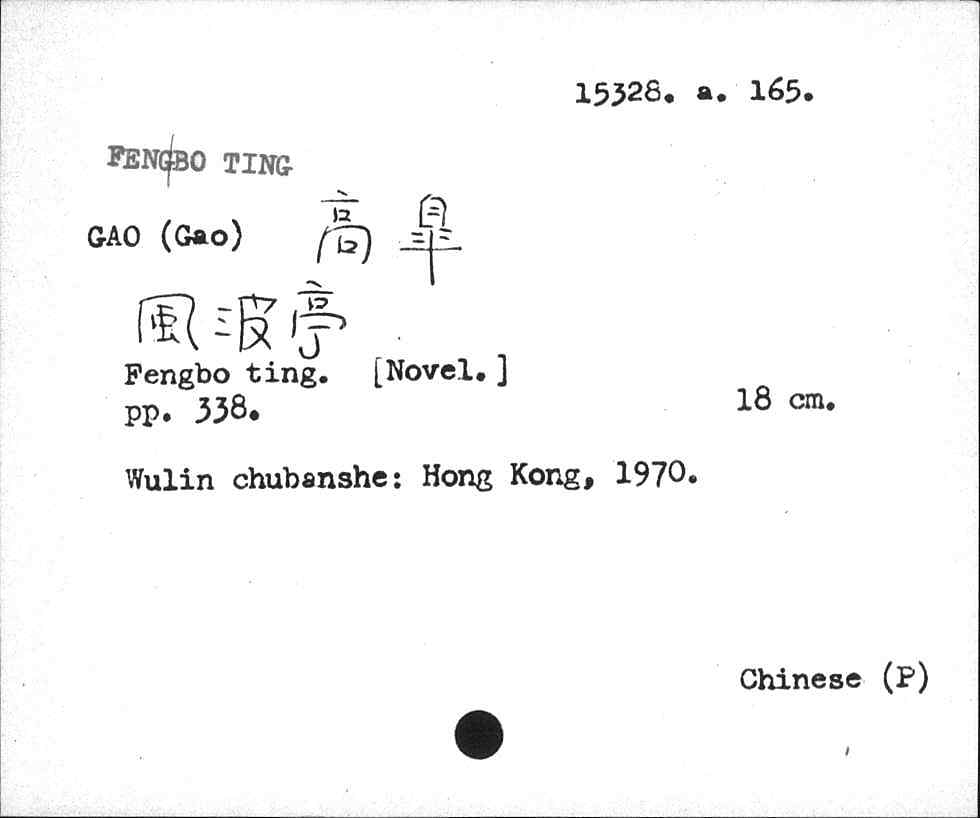 15328. a. 165.
FENGBO TING
GAO (Gao) 高皐
風波亭
Fengbo ting. [Novel.]
pp. 338.
18 cm.
Wulin chubanshe: Hong Kong, 1970.
Chinese (P)